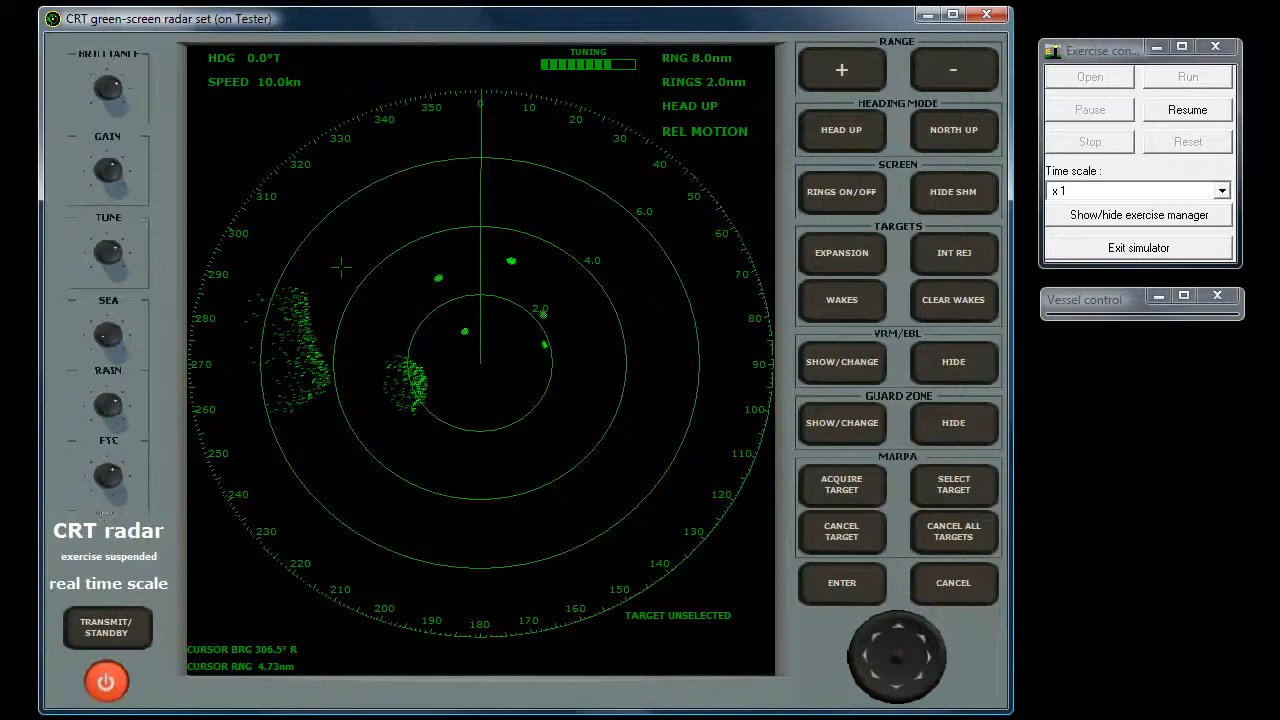 CRT green-screen radar set (on Tester)
BRILLIANCE
GAIN
TUNE
SEA
RAIN
FTC
CRT radar
exercise suspended
real time scale
TRANSMIT/
STANDBY
HDG 0.0°T
SPEED 10.0kn
TUNING
RNG 8.0nm
RINGS 2.0nm
HEAD UP
REL MOTION
0
10
20
30
40
50
60
70
80
90
100
110
120
130
140
150
160
170
180
190
200
210
220
230
240
250
260
270
280
290
300
310
320
330
340
350
6.0
4.0
2.0
TARGET UNSELECTED
CURSOR BRG 306.5° R
CURSOR RNG 4.73nm
RANGE
+ -
HEADING MODE
HEAD UP NORTH UP
SCREEN
RINGS ON/OFF HIDE SHM
TARGETS
EXPANSION INT REJ
WAKES CLEAR WAKES
VRM/EBL
SHOW/CHANGE HIDE
GUARD ZONE
SHOW/CHANGE HIDE
MARPA
ACQUIRE
TARGET
SELECT
TARGET
CANCEL
TARGET
CANCEL ALL
TARGETS
ENTER CANCEL
Exercise con...
Open Run
Pause Resume
Stop Reset
Time scale :
x 1
Show/hide exercise manager
Exit simulator
Vessel control